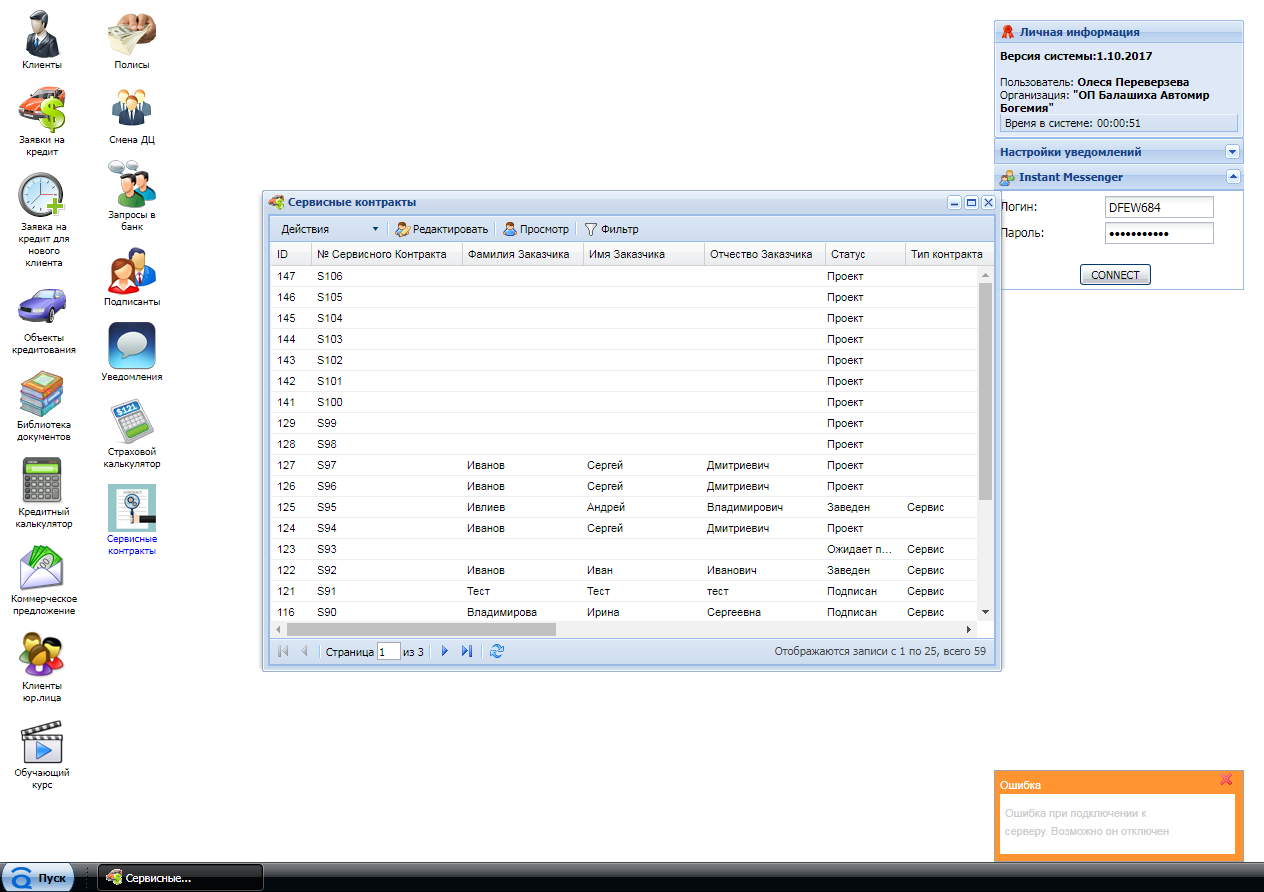 Клиенты
Полисы
Заявки на
кредит
Смена ДЦ
Заявка на
кредит для
нового
клиента
Запросы в
банк
Подписанты
Объекты
кредитования
Уведомления
Библиотека
документов
$121
Страховой
калькулятор
Кредитный
калькулятор
Сервисные
контракты
Коммерческое
предложение
Клиенты
юр.лица
Обучающий
курс
Сервисные контракты
Действия Редактировать Просмотр Фильтр
ID № Сервисного Контракта Фамилия Заказчика Имя Заказчика Отчество Заказчика Статус Тип контракта
147 S106 Проект
146 S105 Проект
145 S104 Проект
144 S103 Проект
143 S102 Проект
142 S101 Проект
141 S100 Проект
129 S99 Проект
128 S98 Проект
127 S97 Иванов Сергей Дмитриевич Проект
126 S96 Иванов Сергей Дмитриевич Проект
125 S95 Ивлиев Андрей Владимирович Заведен Сервис
124 S94 Иванов Сергей Дмитриевич Проект
123 S93 Ожидает п... Сервис
122 S92 Иванов Иван Иванович Заведен Сервис
121 S91 Тест Тест тест Подписан Сервис
116 S90 Владимирова Ирина Сергеевна Подписан Сервис
Страница 1 из 3 Отображаются записи с 1 по 25, всего 59
Личная информация
Версия системы:1.10.2017
Пользователь: Олеся Переверзева
Организация: "ОП Балашиха Автомир
Богемия"
Время в системе: 00:00:51
Настройки уведомлений
Instant Messenger
Логин: DFEW684
Пароль: •••••••••••
CONNECT
Ошибка
Ошибка при подключении к
серверу. Возможно он отключен
Пуск Сервисные...